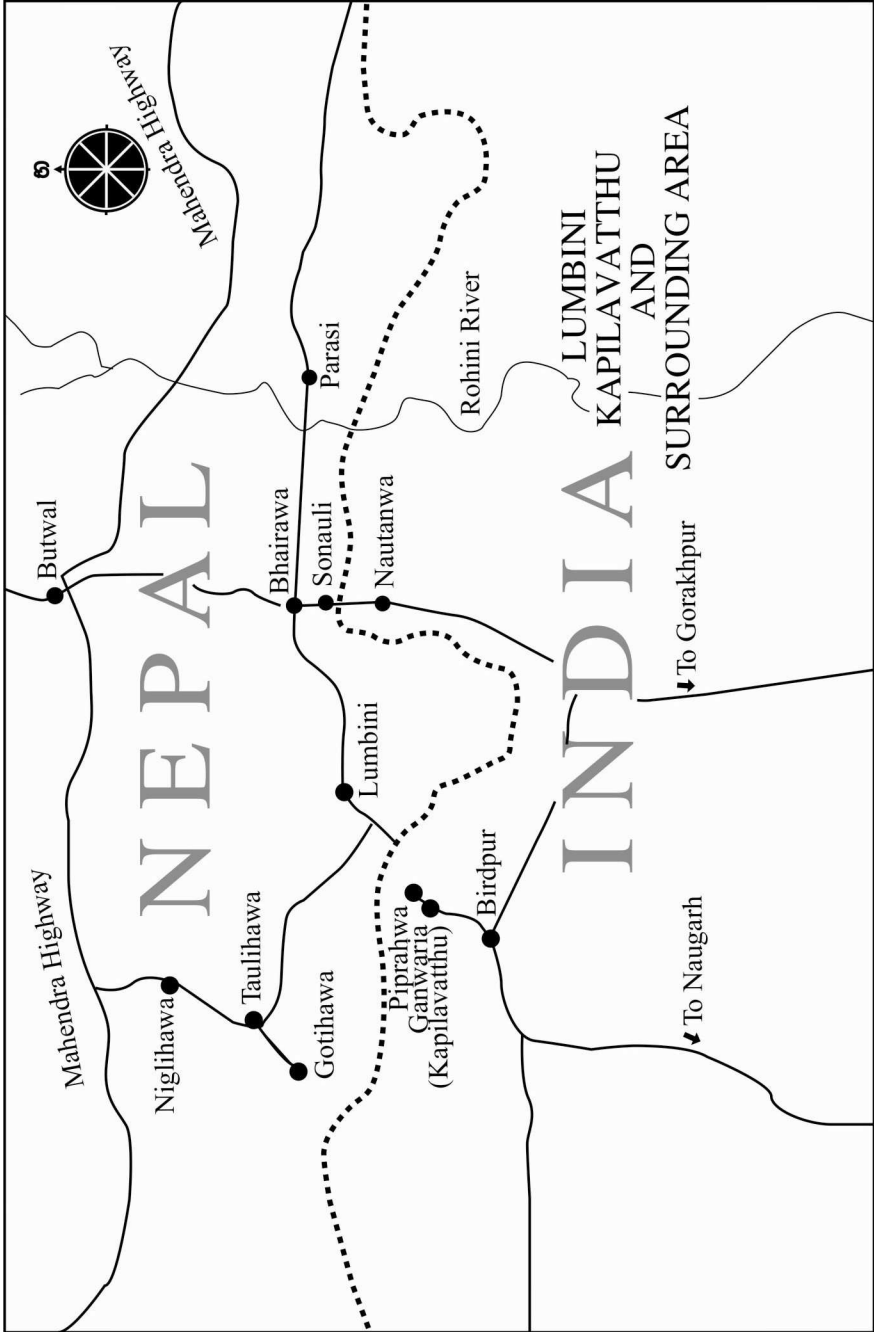 Mahendra Highway
Mahendra Highway
Butwal
NEPAL
Niglihawa
Taulihawa
Gotihawa
Bhairawa
Sonauli
Parasi
Lumbini
Nautanwa
Piprahwa
Ganwaria
(Kapilavatthu)
Birdpur
Rohini River
INDIA
LUMBINI
KAPILAVATTHU
AND
SURROUNDING AREA
To Naugarh
To Gorakhpur